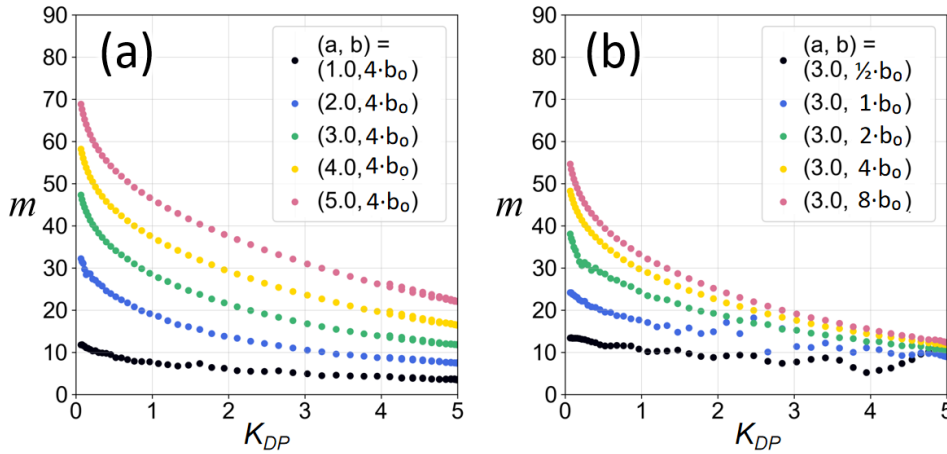 90
80
70
60
50
40
30
20
10
0
m
(a)
(a, b) =
(1.0, 4·b₀)
(2.0, 4·b₀)
(3.0, 4·b₀)
(4.0, 4·b₀)
(5.0, 4·b₀)
0 1 2 3 4 5
K_DP
90
80
70
60
50
40
30
20
10
0
m
(b)
(a, b) =
(3.0, ½·b₀)
(3.0, 1·b₀)
(3.0, 2·b₀)
(3.0, 4·b₀)
(3.0, 8·b₀)
0 1 2 3 4 5
K_DP